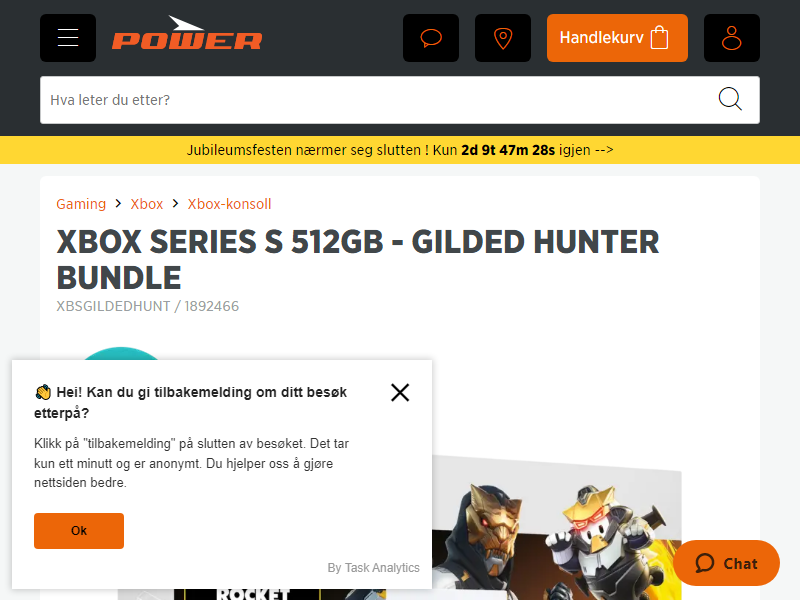 POWER
Handlekurv
Hva leter du etter?
Jubileumsfesten nærmer seg slutten ! Kun 2d 9t 47m 28s igjen -->
Gaming > Xbox > Xbox-konsoll
XBOX SERIES S 512GB - GILDED HUNTER
BUNDLE
XBSGILDEDHUNT / 1892466
👏 Hei! Kan du gi tilbakemelding om ditt besøk
etterpå?
Klikk på "tilbakemelding" på slutten av besøket. Det tar
kun ett minutt og er anonymt. Du hjelper oss å gjøre
nettsiden bedre.
Ok
By Task Analytics
Chat
ROCKET